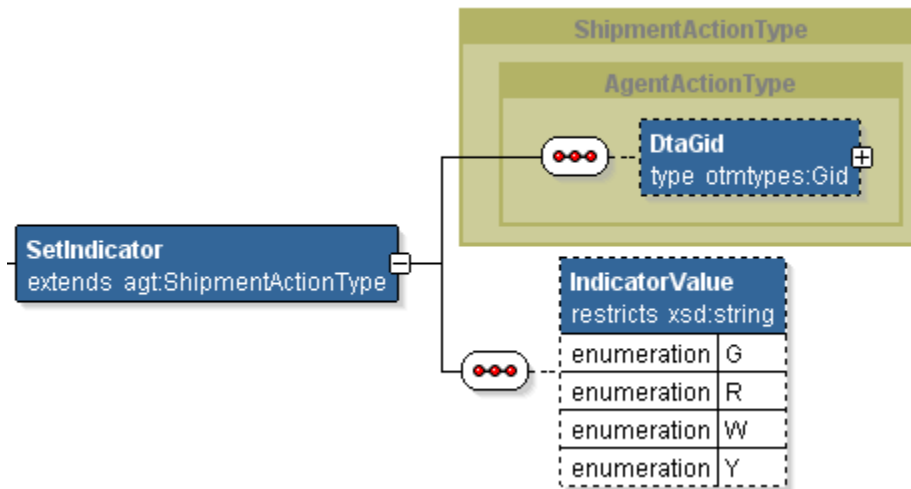 ShipmentActionType
AgentActionType
DtaGid
type otmtypes:Gid
SetIndicator
extends agt:ShipmentActionType
IndicatorValue
restricts xsd:string
enumeration G
enumeration R
enumeration W
enumeration Y